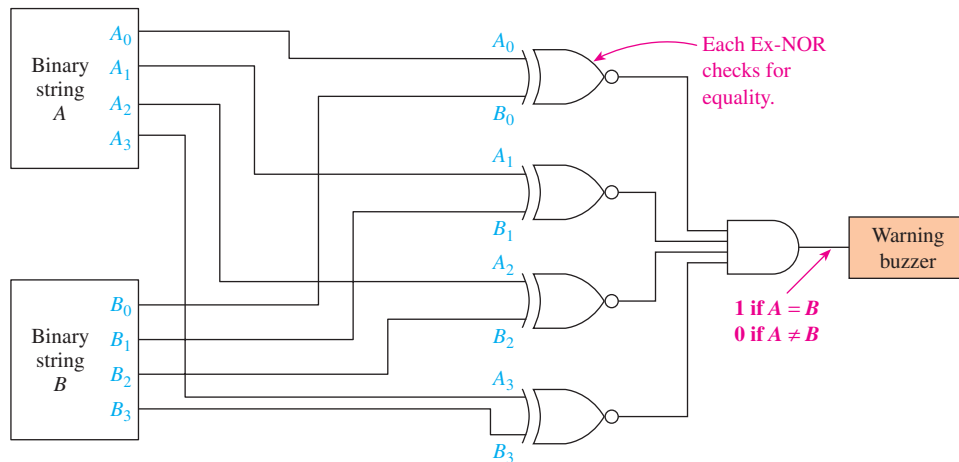 Binary
string
A
A₀
A₁
A₂
A₃
Binary
string
B
B₀
B₁
B₂
B₃
A₀
B₀
A₁
B₁
A₂
B₂
A₃
B₃
Each Ex-NOR
checks for
equality.
1 if A = B
0 if A ≠ B
Warning
buzzer